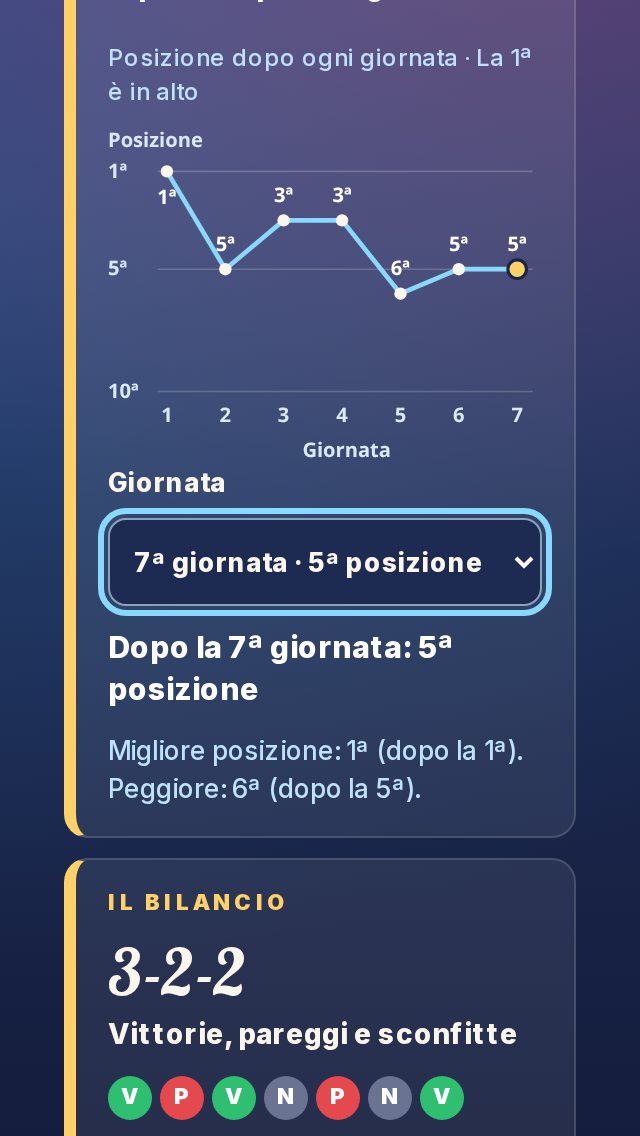 Posizione dopo ogni giornata · La 1ª
è in alto
Posizione
1ª
5ª
10ª
1ª
5ª
3ª
3ª
6ª
5ª
5ª
1 2 3 4 5 6 7
Giornata
Giornata
7ª giornata · 5ª posizione
Dopo la 7ª giornata: 5ª
posizione
Migliore posizione: 1ª (dopo la 1ª).
Peggiore: 6ª (dopo la 5ª).
IL BILANCIO
3-2-2
Vittorie, pareggi e sconfitte
V P V N P N V